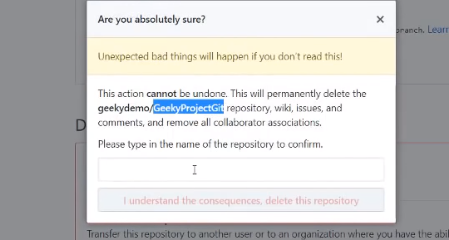 Are you absolutely sure?
×
branch. Learn
Unexpected bad things will happen if you don't read this!
This action cannot be undone. This will permanently delete the
geekydemo/GeekyProjectGit repository, wiki, issues, and
comments, and remove all collaborator associations.
Please type in the name of the repository to confirm.
D
I understand the consequences, delete this repository
Transfer this repository to another user or to an organization where you have the abil